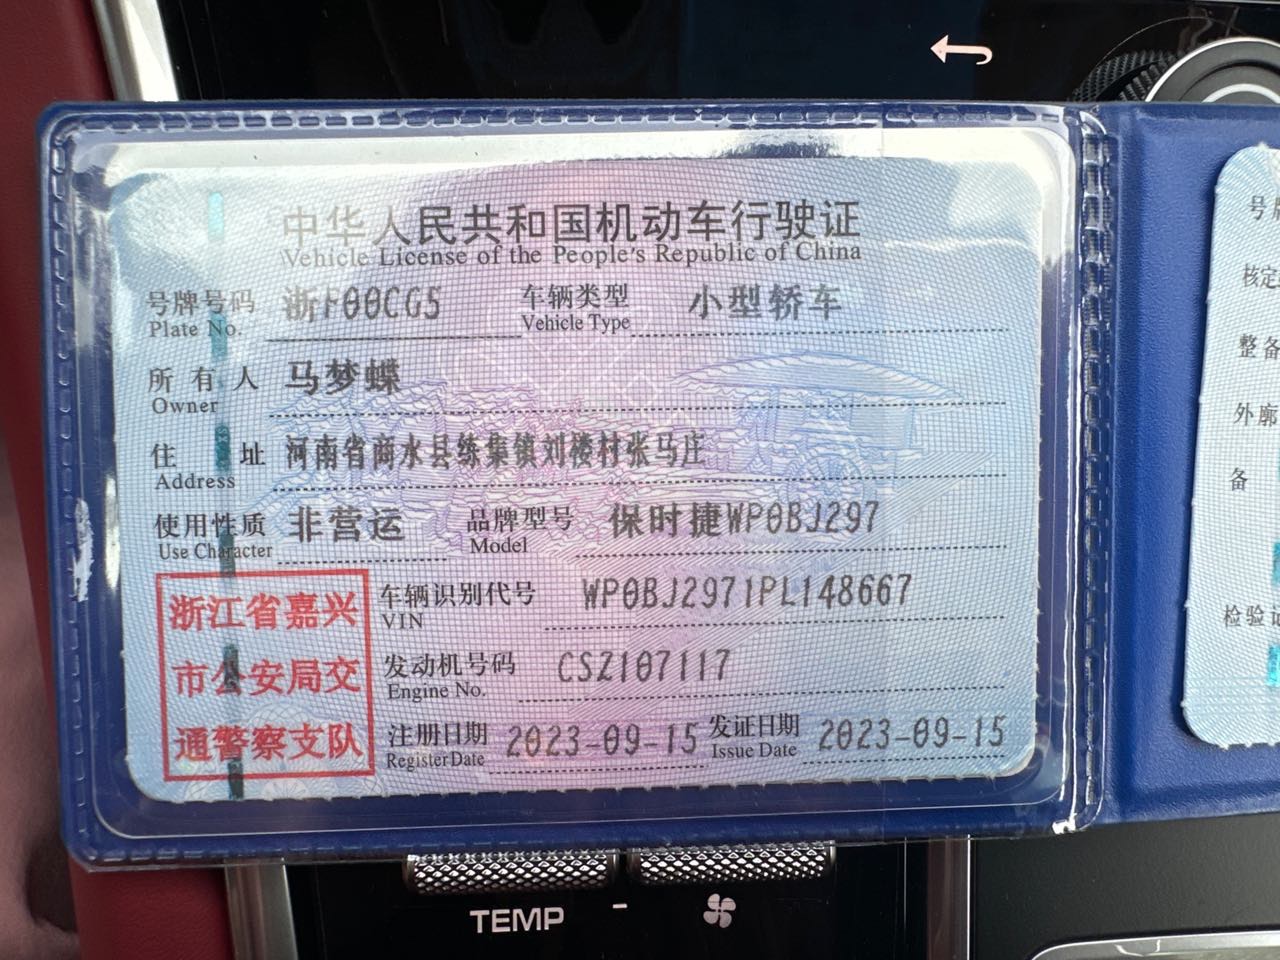 中华人民共和国机动车行驶证
Vehicle License of the People's Republic of China
号牌号码 浙F00CG5 车辆类型 小型轿车
Plate No. Vehicle Type
所有人 马梦蝶
Owner
住址 河南省商水县练集镇刘楼村张马庄
Address
使用性质 非营运 品牌型号 保时捷WP0BJ297
Use Character Model
浙江省嘉兴
市公安局交
通警察支队
车辆识别代号 WP0BJ2971PL148667
VIN
发动机号码 CSZ107117
Engine No.
注册日期 2023-09-15 发证日期 2023-09-15
Register Date Issue Date
号
核定
整备
外廓
备
检验
TEMP -